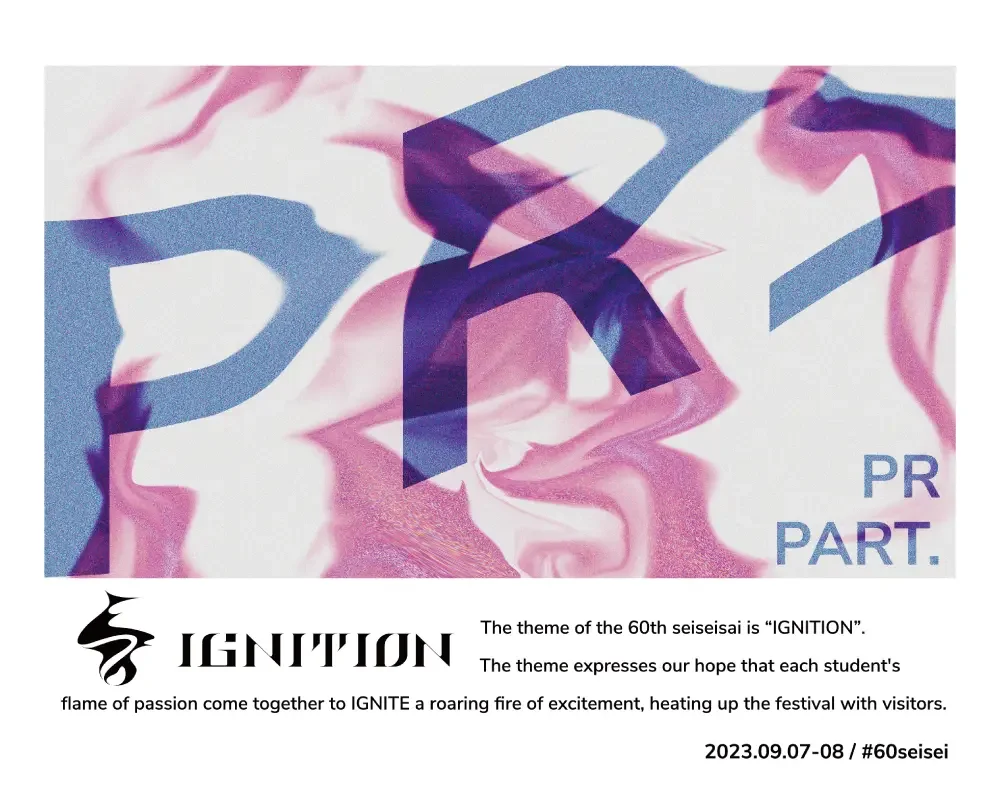 PR
PR
PART.
IGNITION
The theme of the 60th seiseisai is “IGNITION”.
The theme expresses our hope that each student's
flame of passion come together to IGNITE a roaring fire of excitement, heating up the festival with visitors.
2023.09.07-08 / #60seisei